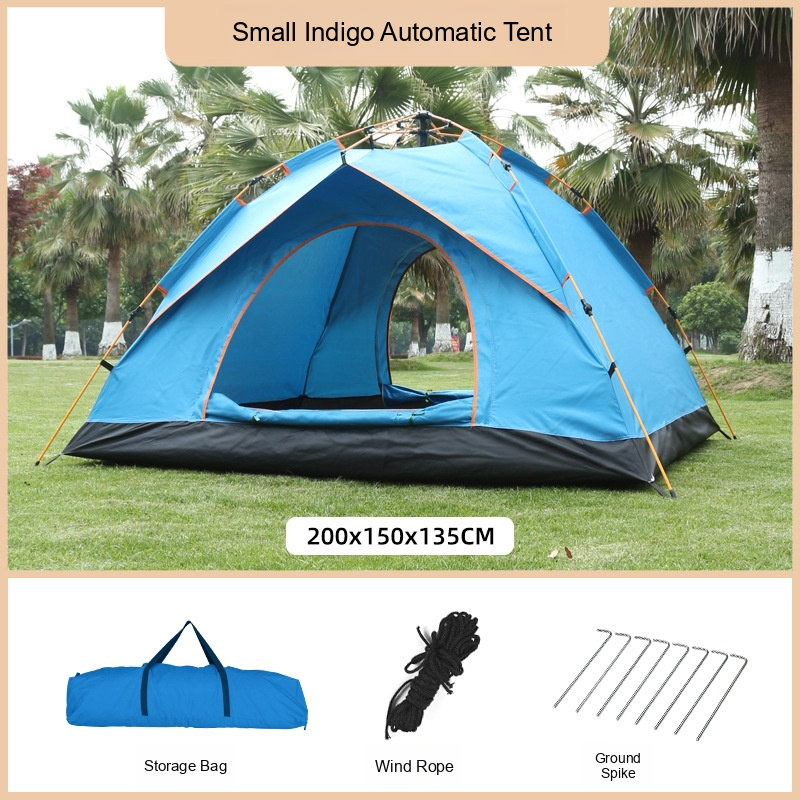 Small Indigo Automatic Tent
200x150x135CM
Storage Bag
Wind Rope
Ground
Spike